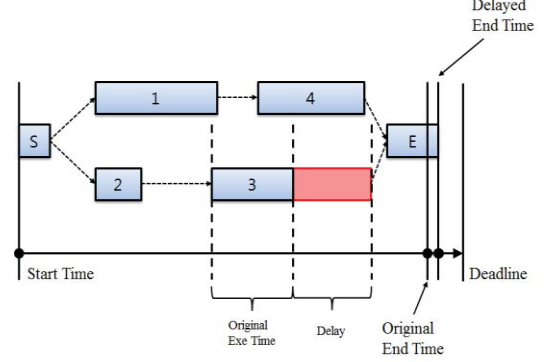 Delayed
End Time
1
4
S
E
2
3
Start Time
Deadline
Original
Exe Time
Delay
Original
End Time